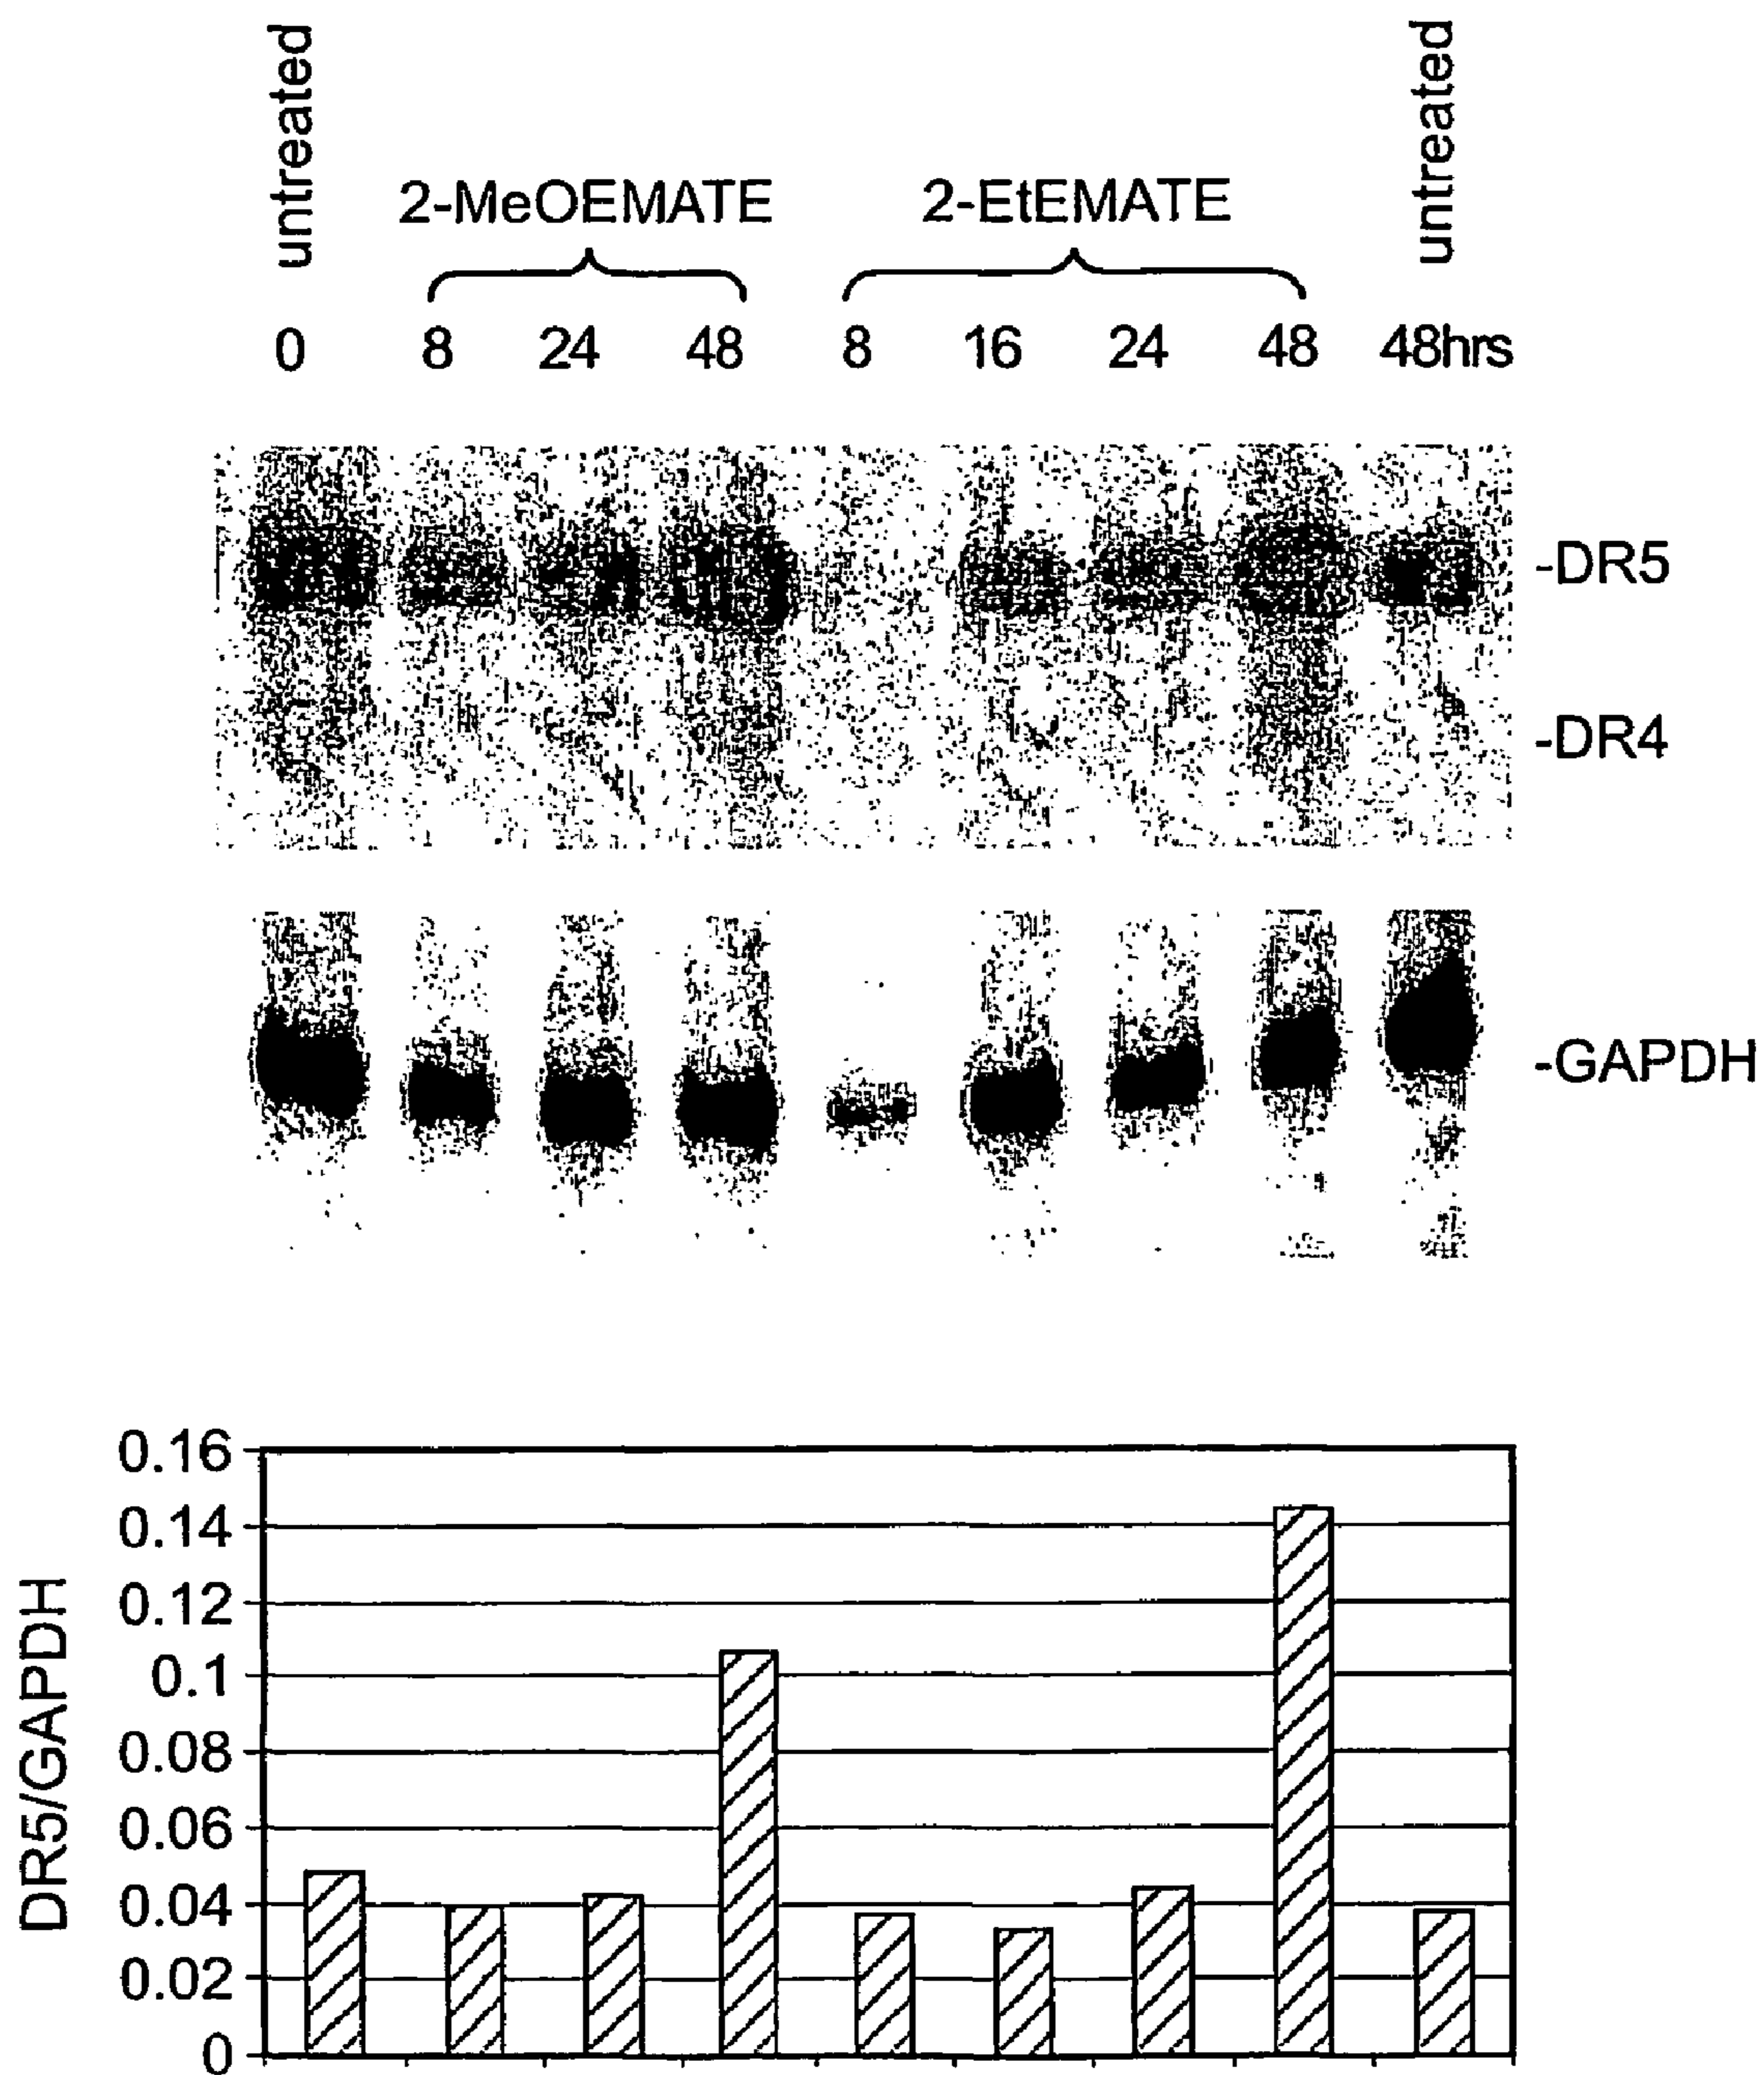 untreated
untreated
2-MeOEMATE
2-EtEMATE
0 8 24 48 8 16 24 48 48hrs
-DR5
-DR4
-GAPDH
DR5/GAPDH
0.16
0.14
0.12
0.1
0.08
0.06
0.04
0.02
0